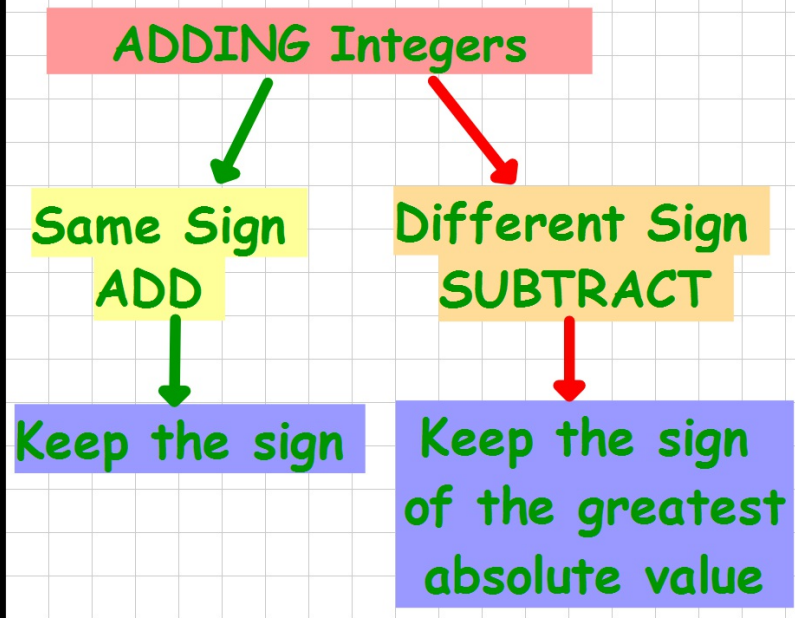 ADDING Integers
Same Sign
ADD
Keep the sign
Different Sign
SUBTRACT
Keep the sign
of the greatest
absolute value